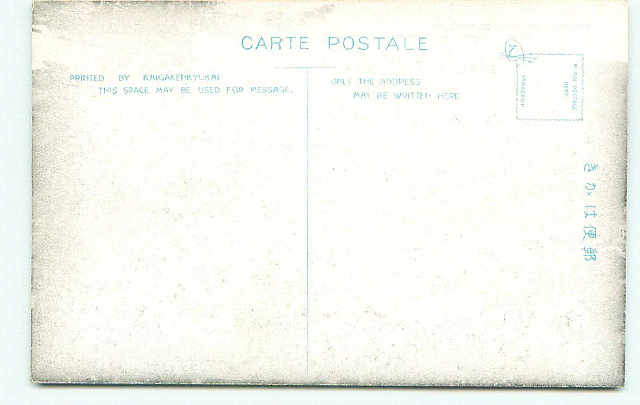 CARTE POSTALE
PRINTED BY
THIS SPACE MAY BE USED FOR MESSAGE.
ONLY THE ADDRESS
MAY BE WRITTEN HERE
きかは便郵